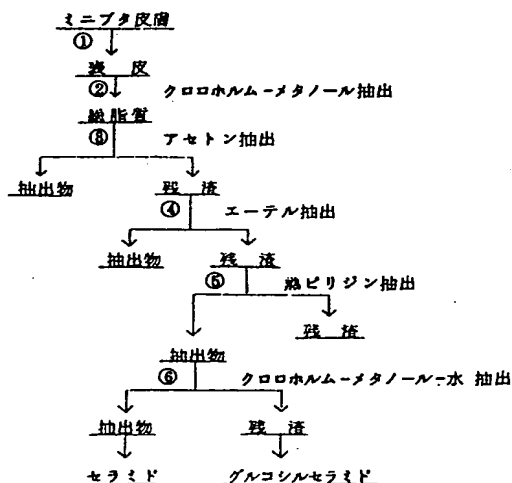 ミニブタ皮膚
①
表 皮
② クロロホルム−メタノール抽出
総脂質
③ アセトン抽出
抽出物 残 渣
④ エーテル抽出
抽出物 残 渣
⑤ 熱ピリジン抽出
残 渣
抽出物
⑥ クロロホルム−メタノール−水 抽出
抽出物 残 渣
セラミド グルコシルセラミド